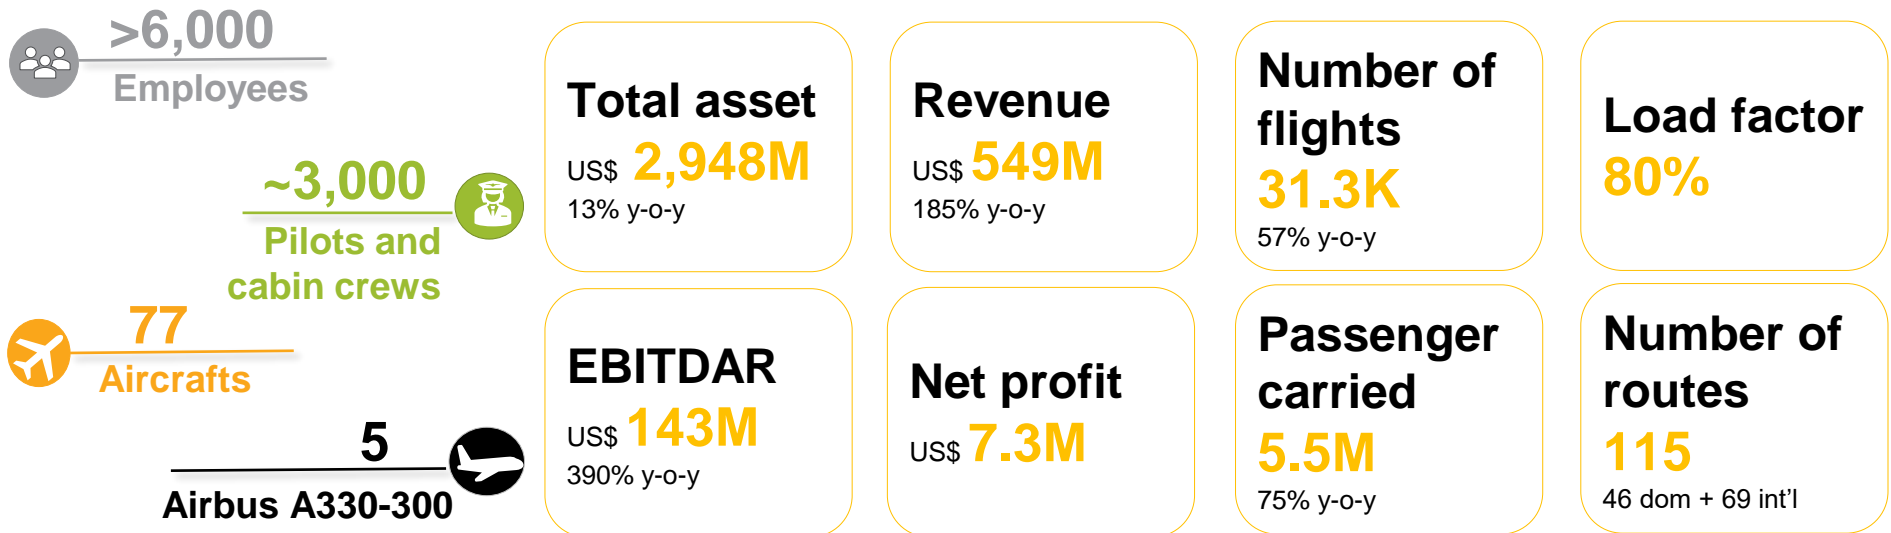 >6,000
Employees
~3,000
Pilots and
cabin crews
77
Aircrafts
5
Airbus A330-300
Total asset
US$ 2,948M
13% y-o-y
Revenue
US$ 549M
185% y-o-y
Number of
flights
31.3K
57% y-o-y
Load factor
80%
EBITDAR
US$ 143M
390% y-o-y
Net profit
US$ 7.3M
Passenger
carried
5.5M
75% y-o-y
Number of
routes
115
46 dom + 69 int’l